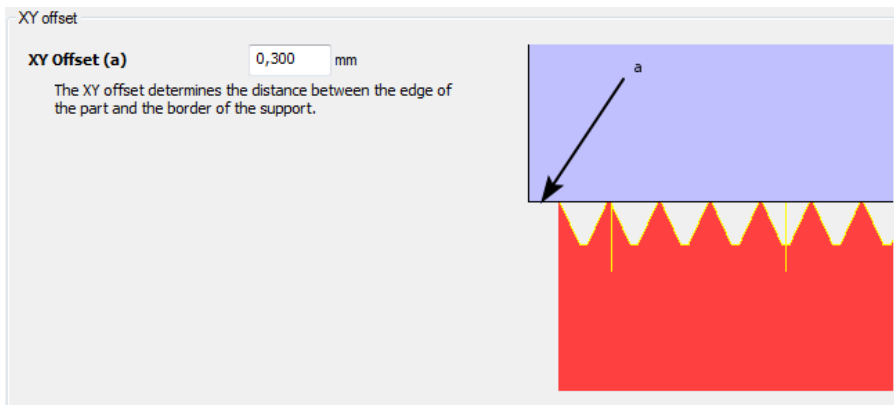 XY offset
XY Offset (a) 0,300 mm
The XY offset determines the distance between the edge of
the part and the border of the support.
a